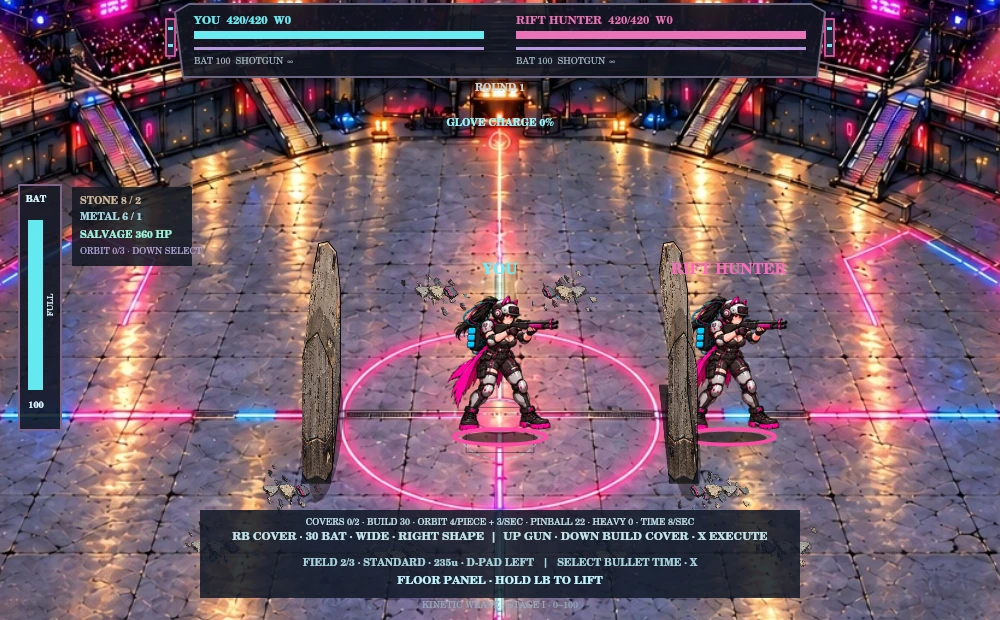 YOU 420/420 W0
RIFT HUNTER 420/420 W0
BAT 100 SHOTGUN ∞
BAT 100 SHOTGUN ∞
ROUND 1
GLOVE CHARGE 0%
BAT
FULL
100
STONE 8 / 2
METAL 6 / 1
SALVAGE 360 HP
ORBIT 0/3 · DOWN SELECT
YOU
RIFT HUNTER
COVERS 0/2 · BUILD 30 · ORBIT 4/PIECE + 3/SEC · PINBALL 22 · HEAVY 0 · TIME 8/SEC
RB COVER · 30 BAT · WIDE · RIGHT SHAPE | UP GUN · DOWN BUILD COVER · X EXECUTE
FIELD 2/3 · STANDARD · 235u · D-PAD LEFT | SELECT BULLET TIME · X
FLOOR PANEL · HOLD LB TO LIFT
KINETIC STAGE I · 0–100